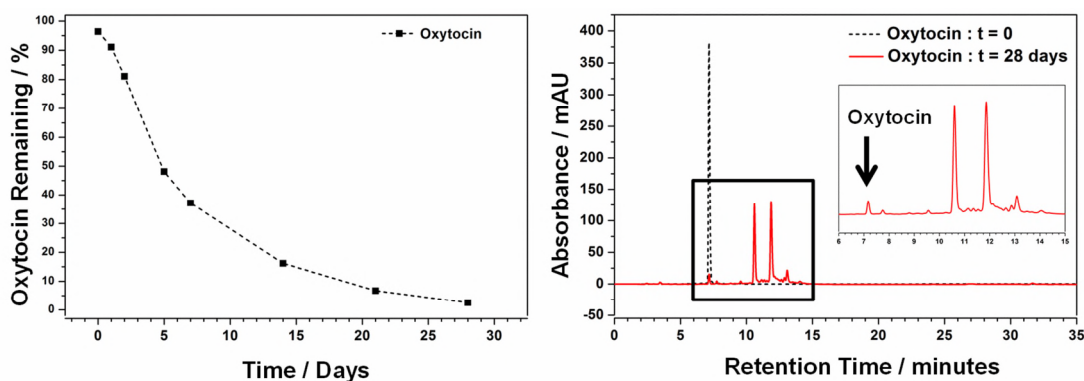 Oxytocin Remaining / %
100
90
80
70
60
50
40
30
20
10
0
Oxytocin
0 5 10 15 20 25 30
Time / Days
Absorbance / mAU
400
350
300
250
200
150
100
50
0
-50
Oxytocin : t = 0
Oxytocin : t = 28 days
Oxytocin
6 7 8 9 10 11 12 13 14 15
0 5 10 15 20 25 30 35
Retention Time / minutes